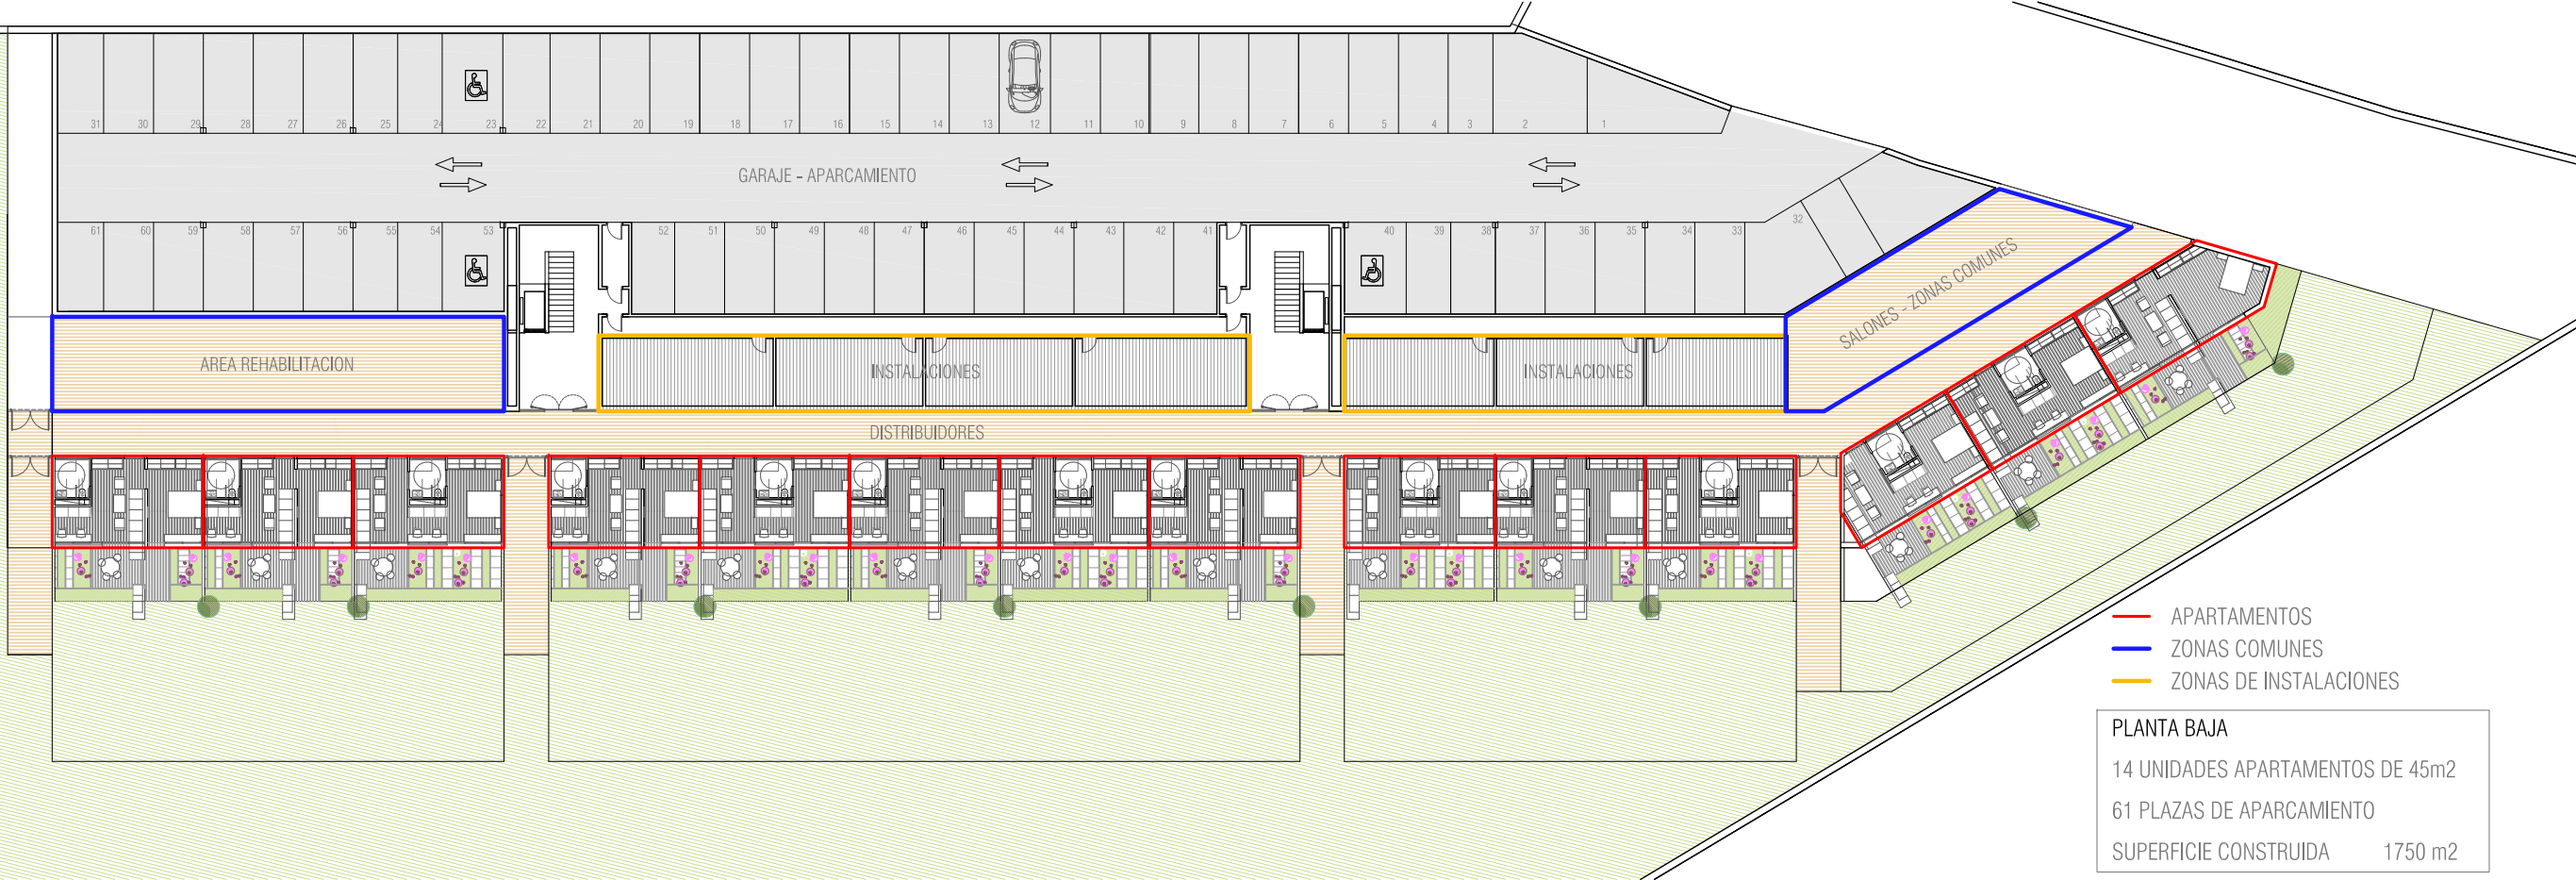 31 30 29 28 27 26 25 24 23 22 21 20 19 18 17 16 15 14 13 12 11 10 9 8 7 6 5 4 3 2 1
GARAJE - APARCAMIENTO
61 60 59 58 57 56 55 54 53 52 51 50 49 48 47 46 45 44 43 42 41 40 39 38 37 36 35 34 33 32
SALONES - ZONAS COMUNES
AREA REHABILITACION
INSTALACIONES
INSTALACIONES
DISTRIBUIDORES
APARTAMENTOS
ZONAS COMUNES
ZONAS DE INSTALACIONES
PLANTA BAJA
14 UNIDADES APARTAMENTOS DE 45m2
61 PLAZAS DE APARCAMIENTO
SUPERFICIE CONSTRUIDA 1750 m2